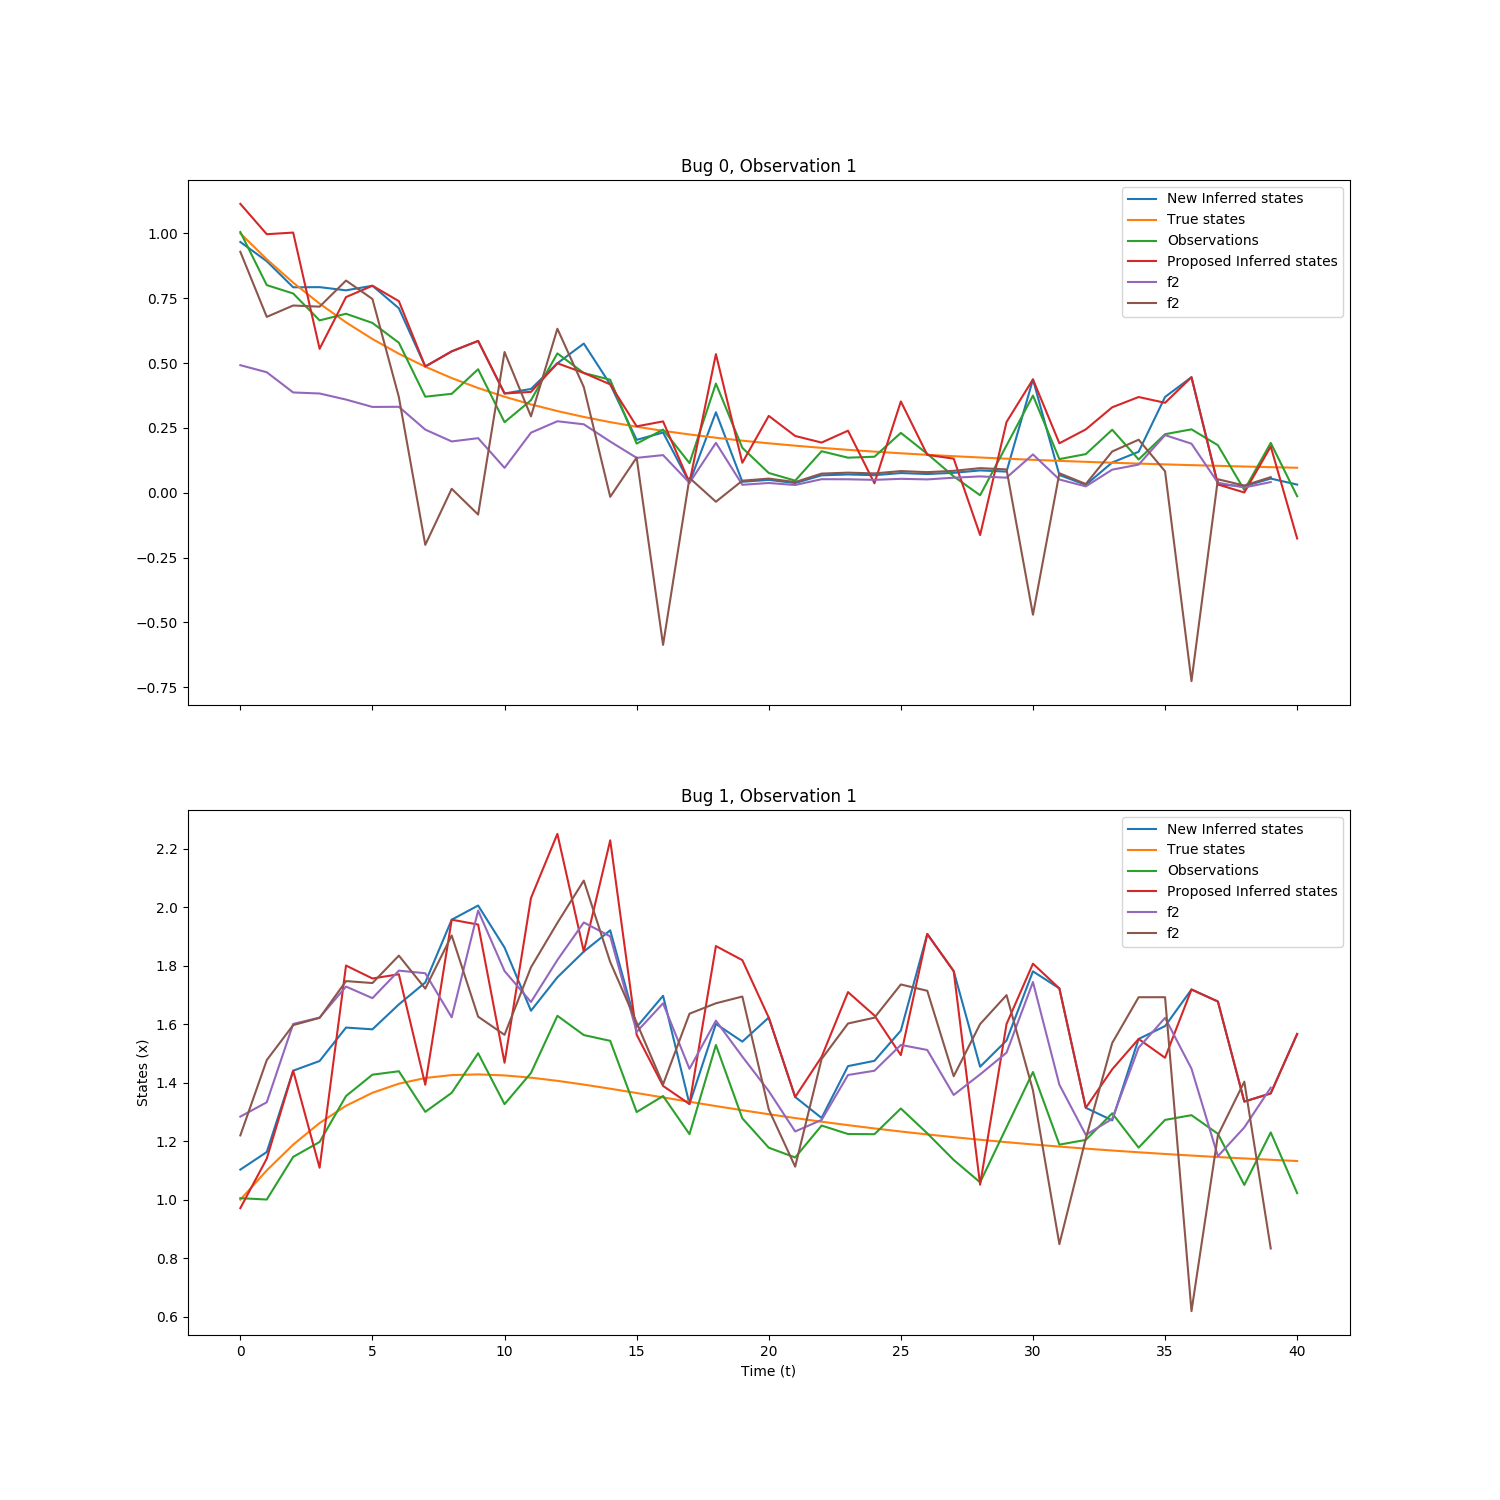 Bug 0, Observation 1
1.00
0.75
0.50
0.25
0.00
−0.25
−0.50
−0.75
New Inferred states
True states
Observations
Proposed Inferred states
f2
f2
Bug 1, Observation 1
States (x)
2.2
2.0
1.8
1.6
1.4
1.2
1.0
0.8
0.6
New Inferred states
True states
Observations
Proposed Inferred states
f2
f2
0 5 10 15 20 25 30 35 40
Time (t)